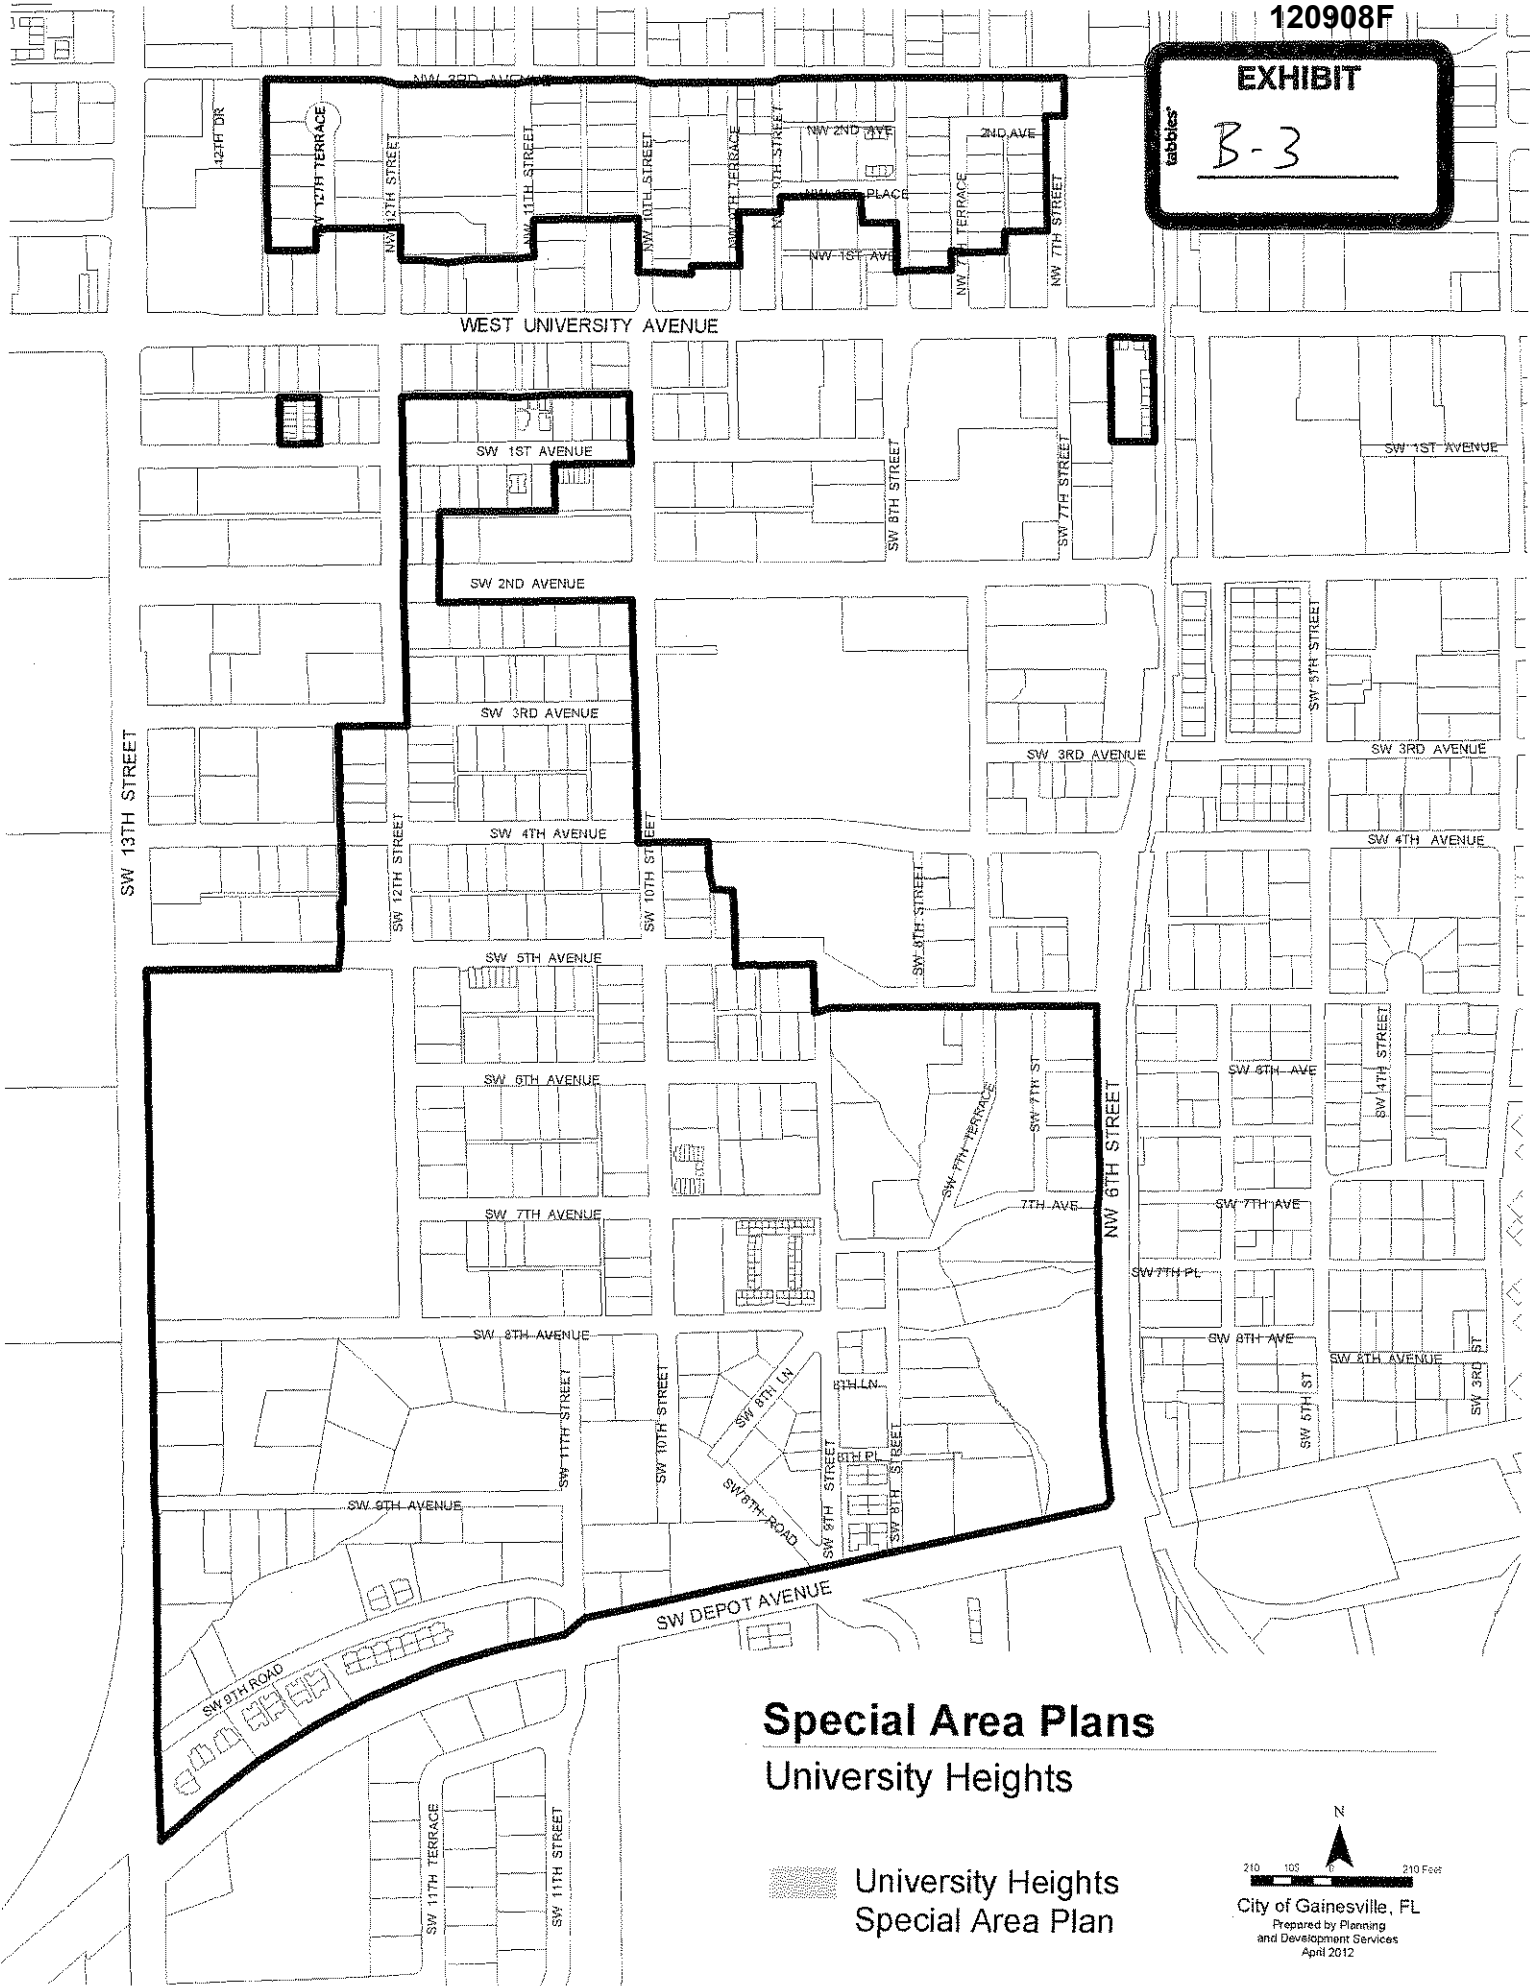 120908F
EXHIBIT
tabbies®
B-3
NW 3RD AVENUE
12TH DR
NW 12TH TERRACE
NW 12TH STREET
NW 11TH STREET
NW 10TH STREET
NW 9TH TERRACE
NW 9TH STREET
NW 2ND AVE
2ND AVE
NW 1ST PLACE
NW 1ST AVE
NW 7TH TERRACE
NW 7TH STREET
WEST UNIVERSITY AVENUE
SW 1ST AVENUE
SW 8TH STREET
SW 7TH STREET
SW 1ST AVENUE
SW 2ND AVENUE
SW 5TH STREET
SW 3RD AVENUE
SW 3RD AVENUE
SW 3RD AVENUE
SW 13TH STREET
SW 12TH STREET
SW 4TH AVENUE
SW 10TH STREET
SW 4TH AVENUE
SW 8TH STREET
SW 5TH AVENUE
SW 6TH AVENUE
SW 7TH TERRACE
SW 7TH ST
NW 6TH STREET
SW 6TH AVE
SW 4TH STREET
SW 7TH AVENUE
7TH AVE
SW 7TH AVE
SW 7TH PL
SW 8TH AVENUE
SW 8TH AVE
SW 8TH AVENUE
SW 3RD ST
SW 5TH ST
SW 11TH STREET
SW 10TH STREET
SW 8TH LN
8TH LN
8TH PL
SW 9TH STREET
SW 8TH STREET
SW 8TH ROAD
SW 9TH AVENUE
SW DEPOT AVENUE
SW 9TH ROAD
SW 11TH TERRACE
SW 11TH STREET
Special Area Plans
University Heights
University Heights
Special Area Plan
N
210 105 0 210 Feet
City of Gainesville, FL
Prepared by Planning
and Development Services
April 2012